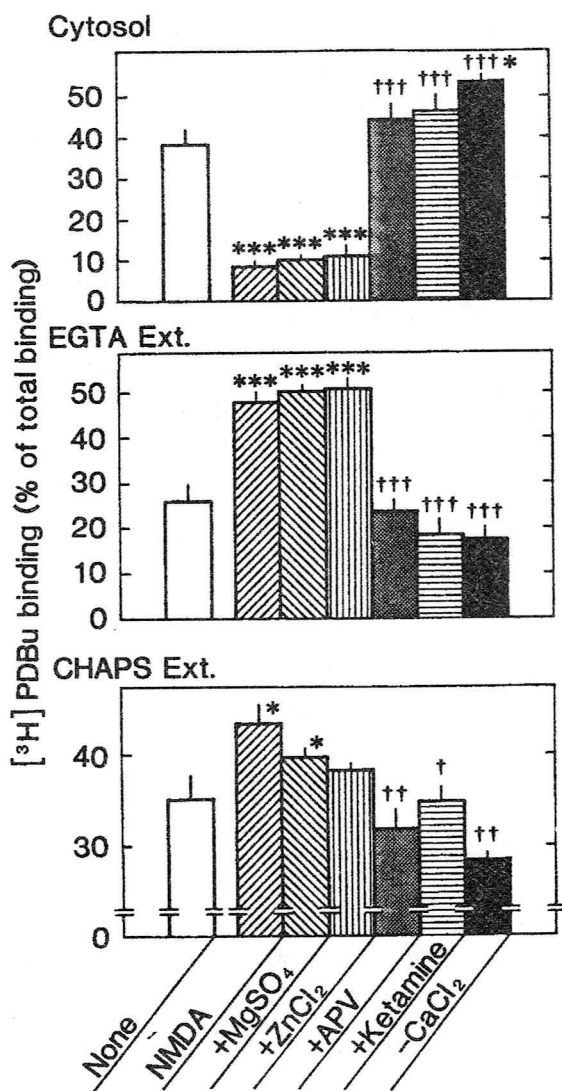 Cytosol
†††
†††
†††*
50
40
30
20
10
0
***
***
***
EGTA Ext.
50
40
30
20
10
0
***
***
***
†††
†††
†††
CHAPS Ext.
40
30
0
*
*
††
†
††
[³H] PDBu binding (% of total binding)
None
NMDA
+MgSO₄
+ZnCl₂
+APV
+Ketamine
−CaCl₂